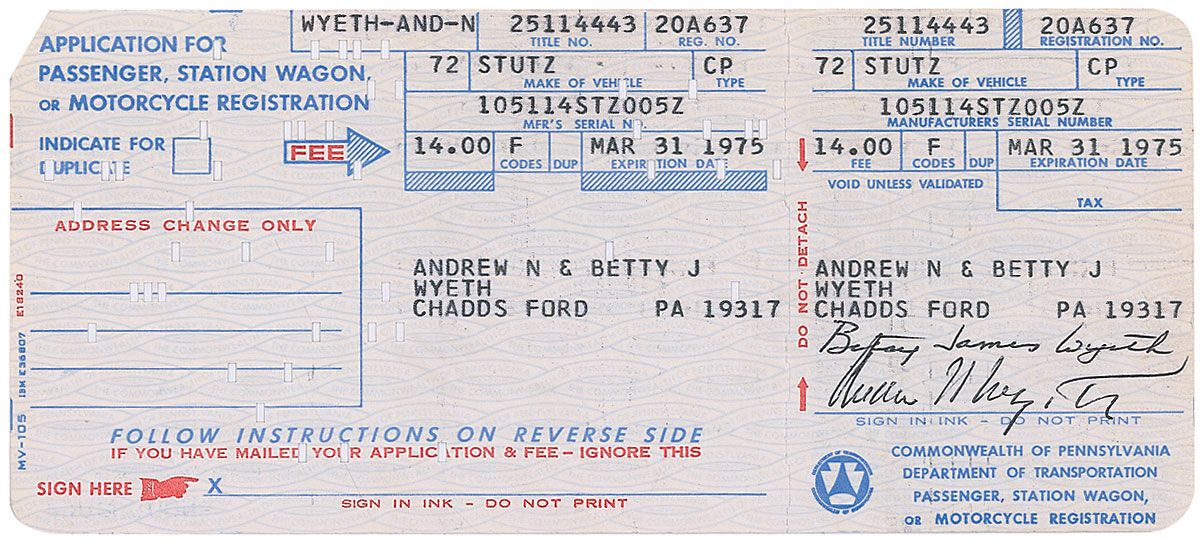 WYETH-AND-N 25114443 20A637
TITLE NO. REG. NO.
APPLICATION FOR
PASSENGER, STATION WAGON,
OR MOTORCYCLE REGISTRATION
72 STUTZ CP
MAKE OF VEHICLE TYPE
105114STZ005Z
MFR'S SERIAL NO.
INDICATE FOR
DUPLICATE
FEE
14.00 F MAR 31 1975
CODES DUP EXPIRATION DATE
ADDRESS CHANGE ONLY
ANDREW N & BETTY J
WYETH
CHADDS FORD PA 19317
MV-105 IBM E36807 E18240
FOLLOW INSTRUCTIONS ON REVERSE SIDE
IF YOU HAVE MAILED YOUR APPLICATION & FEE - IGNORE THIS
SIGN HERE X
SIGN IN INK - DO NOT PRINT
DO NOT DETACH
25114443 20A637
TITLE NUMBER REGISTRATION NO.
72 STUTZ CP
MAKE OF VEHICLE TYPE
105114STZ005Z
MANUFACTURERS SERIAL NUMBER
14.00 F MAR 31 1975
FEE CODES DUP EXPIRATION DATE
VOID UNLESS VALIDATED
TAX
ANDREW N & BETTY J
WYETH
CHADDS FORD PA 19317
Betsy James Wyeth
SIGN IN INK - DO NOT PRINT
COMMONWEALTH OF PENNSYLVANIA
DEPARTMENT OF TRANSPORTATION
PASSENGER, STATION WAGON,
OR MOTORCYCLE REGISTRATION